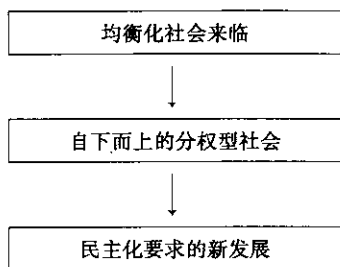 均衡化社会来临
自下而上的分权型社会
民主化要求的新发展